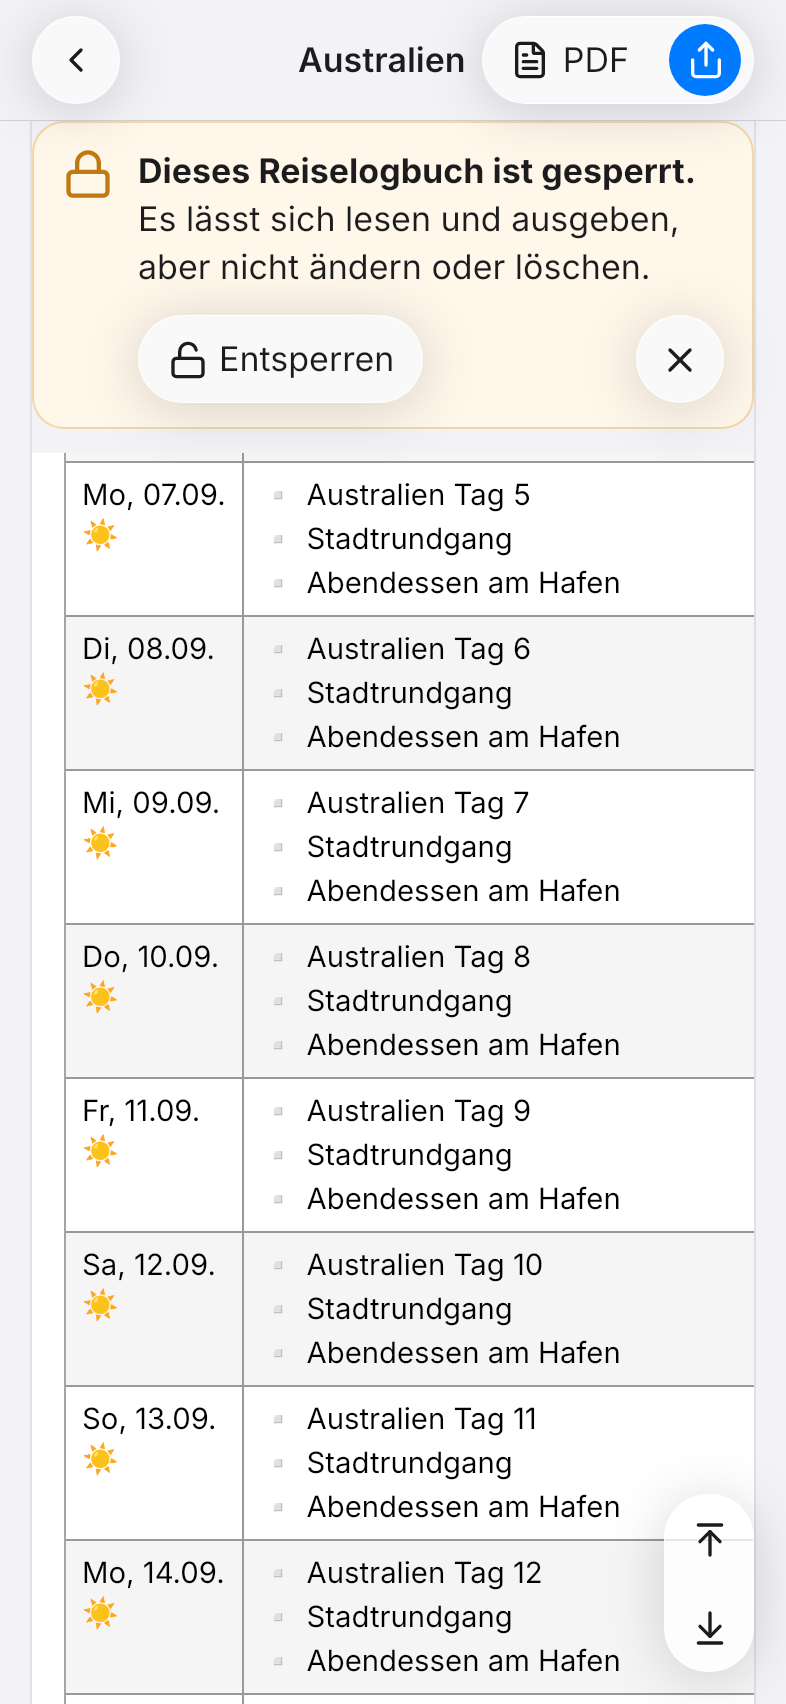 Australien
PDF
Dieses Reiselogbuch ist gesperrt.
Es lässt sich lesen und ausgeben,
aber nicht ändern oder löschen.
Entsperren
Mo, 07.09.
Australien Tag 5
Stadtrundgang
Abendessen am Hafen
Di, 08.09.
Australien Tag 6
Stadtrundgang
Abendessen am Hafen
Mi, 09.09.
Australien Tag 7
Stadtrundgang
Abendessen am Hafen
Do, 10.09.
Australien Tag 8
Stadtrundgang
Abendessen am Hafen
Fr, 11.09.
Australien Tag 9
Stadtrundgang
Abendessen am Hafen
Sa, 12.09.
Australien Tag 10
Stadtrundgang
Abendessen am Hafen
So, 13.09.
Australien Tag 11
Stadtrundgang
Abendessen am Hafen
Mo, 14.09.
Australien Tag 12
Stadtrundgang
Abendessen am Hafen